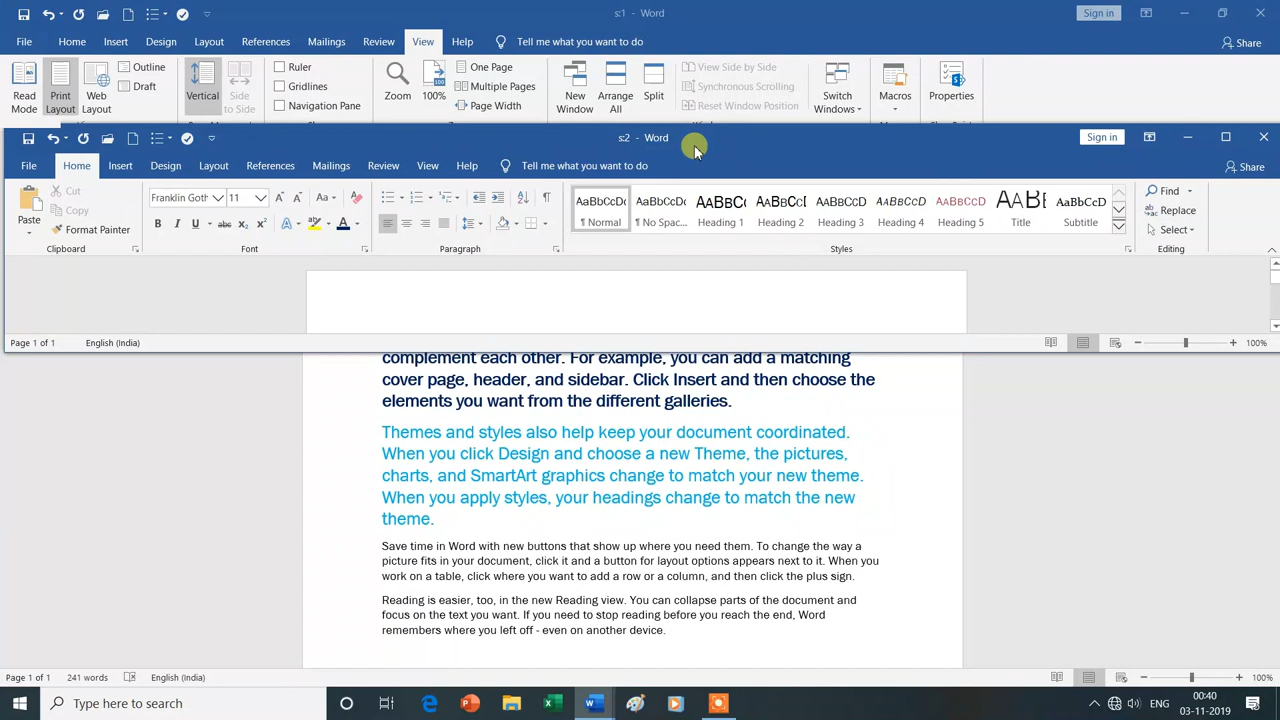 s:1 - Word
Sign in
File Home Insert Design Layout References Mailings Review View Help Tell me what you want to do Share
Outline Ruler One Page View Side by Side
Draft Gridlines Multiple Pages Synchronous Scrolling
Navigation Pane Page Width Reset Window Position
Read Mode
Print Layout
Web Layout
Vertical
Side to Side
Zoom
100
100%
New Window
Arrange All
Split
Switch Windows
Macros
Properties
s:2 - Word
Sign in
File Home Insert Design References Mailings Review View Help Tell me what you want to do Share
Paste
Cut
Copy
Format Painter
Clipboard
Franklin Goth 11
Aa
B I U abc X2 X2
Font
Paragraph
AaBbCcDc AaBbCcDc AABBCC AABBCCI AABBCCD AABBCCD AABBCCD AaBbCcD
¶ Normal ¶ No Spac... Heading 1 Heading 2 Heading 3 Heading 4 Heading 5 Title Subtitle
Styles
Find
Replace
Select
Editing
Page 1 of 1 English (India) 100%
complement each other. For example, you can add a matching
cover page, header, and sidebar. Click Insert and then choose the
elements you want from the different galleries.
Themes and styles also help keep your document coordinated.
When you click Design and choose a new Theme, the pictures,
charts, and SmartArt graphics change to match your new theme.
When you apply styles, your headings change to match the new
theme.
Save time in Word with new buttons that show up where you need them. To change the way a
picture fits in your document, click it and a button for layout options appears next to it. When you
work on a table, click where you want to add a row or a column, and then click the plus sign.
Reading is easier, too, in the new Reading view. You can collapse parts of the document and
focus on the text you want. If you need to stop reading before you reach the end, Word
remembers where you left off - even on another device.
Page 1 of 1 241 words English (India) 100%
Type here to search
ENG
00:40
03-11-2019